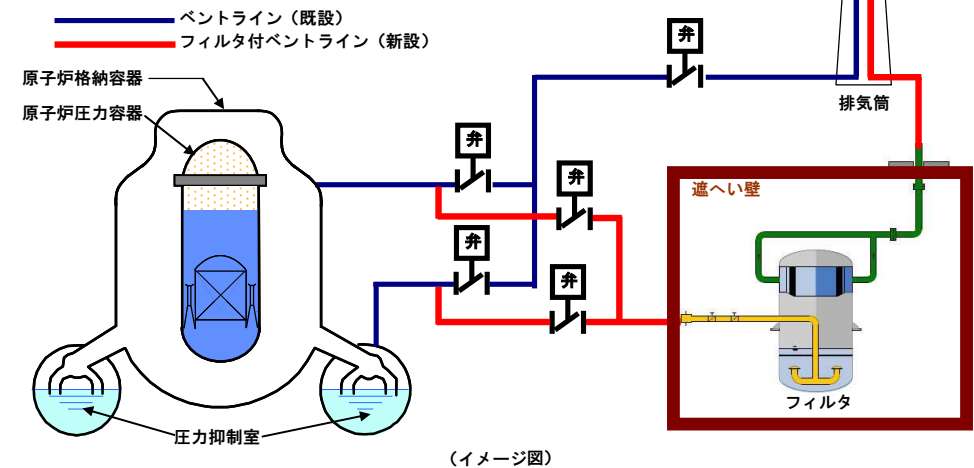 ベントライン（既設）
フィルタ付ベントライン（新設）
弁
原子炉格納容器
原子炉圧力容器
排気筒
弁
弁
遮へい壁
弁
弁
フィルタ
圧力抑制室
（イメージ図）